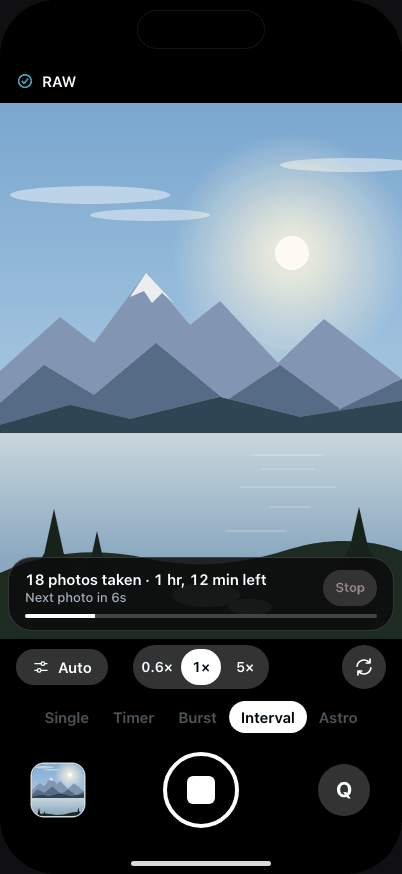 RAW
18 photos taken · 1 hr, 12 min left
Next photo in 6s
Stop
Auto
0.6×
1×
5×
Single
Timer
Burst
Interval
Astro
Q